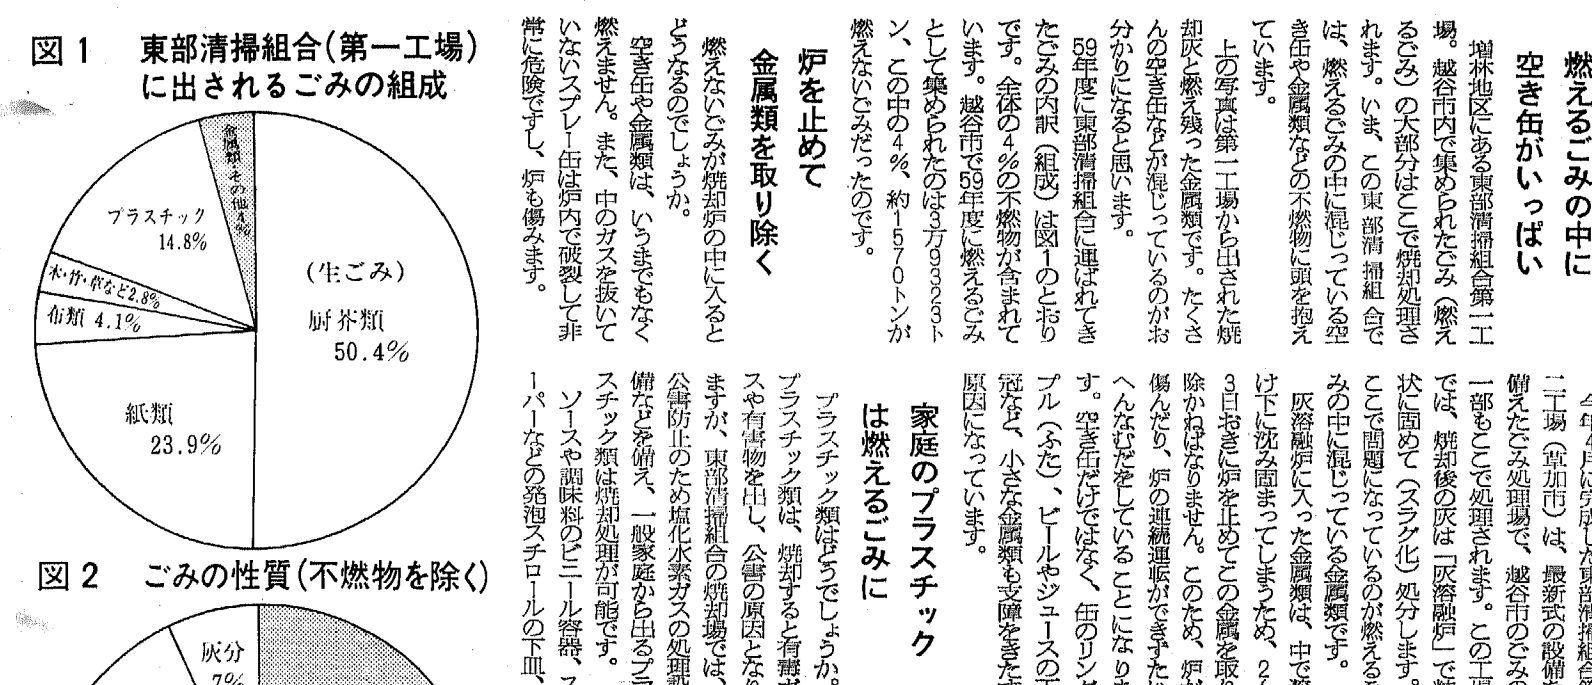 燃えるごみの中に
空き缶がいっぱい
増林地区にある東部清掃組合第一工
場。越谷市内で集められたごみ（燃え
るごみ）の大部分はここで焼却処理さ
れます。いま、この東部清掃組合で
は、燃えるごみの中に混じっている空
き缶や金属類などの不燃物に頭を抱え
ています。
上の写真は第一工場から出された焼
却灰と燃え残った金属類です。たくさ
んの空き缶などが混じっているのがお
分かりになると思います。
59年度に東部清掃組合に運ばれてき
たごみの内訳（組成）は図1のとおり
です。全体の4％の不燃物が含まれて
います。越谷市で59年度に燃えるごみ
として集められたのは3万9323ト
ン、この中の4％、約1570トンが
燃えないごみだったのです。
炉を止めて
金属類を取り除く
燃えないごみが焼却炉の中に入ると
どうなるのでしょうか。
空き缶や金属類は、いうまでもなく
燃えません。また、中のガスを抜いて
いないスプレー缶は炉内で破裂して非
常に危険ですし、炉も傷みます。
図1 東部清掃組合(第一工場)
に出されるごみの組成
金属類・その他4%
プラスチック
14.8%
木・竹・草など2.8%
布類 4.1%
紙類
23.9%
(生ごみ)
厨芥類
50.4%
今年4月に完成した東部清掃組合第
二工場（草加市）は、最新式の設備を
備えたごみ処理場で、越谷市のごみの
一部もここで処理されます。この工場
では、焼却後の灰は「灰溶融炉」で
状に固めて（スラグ化）処分します。
ここで問題になっているのが燃えるご
みの中に混じっている金属類です。
灰溶融炉に入った金属類は、中で溶
け下に沈み固まってしまうため、2、
3日おきに炉を止めてこの金属を取り
除かねばなりません。このため、炉が
傷んだり、炉の連続運転ができずたい
へんなむだをしていることになりま
す。空き缶だけではなく、缶のリング
プル（ふた）、ビールやジュースの王
冠など、小さな金属類も支障をきたす
原因になっています。
家庭のプラスチック
は燃えるごみに
プラスチック類はどうでしょうか。
プラスチック類は、焼却すると有毒ガ
スや有害物を出し、公害の原因となり
ますが、東部清掃組合の焼却場では、
公害防止のため塩化水素ガスの処理設
備などを備え、一般家庭から出るプラ
スチック類は焼却処理が可能です。
ソースや調味料のビニール容器、ス
ーパーなどの発泡スチロールの下皿、
図2 ごみの性質(不燃物を除く)
灰分
7%